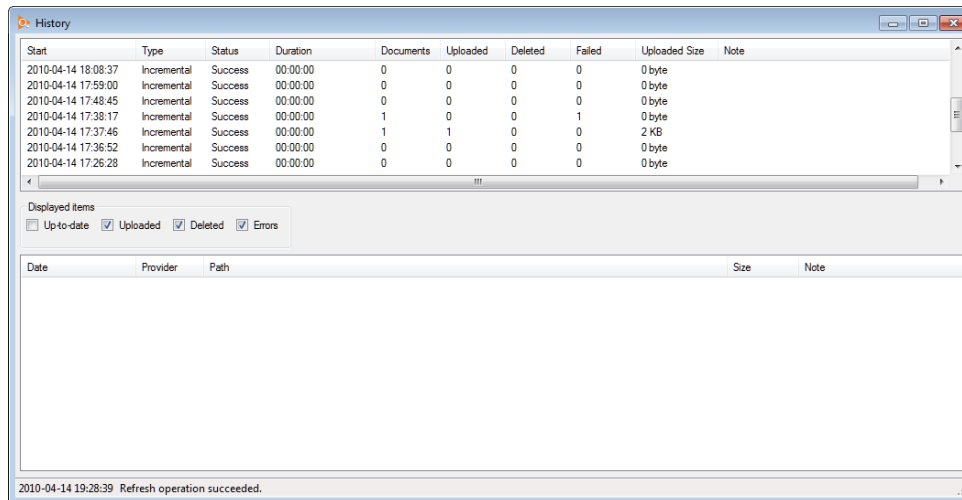 History
Start Type Status Duration Documents Uploaded Deleted Failed Uploaded Size Note
2010-04-14 18:08:37 Incremental Success 00:00:00 0 0 0 0 0 byte
2010-04-14 17:59:00 Incremental Success 00:00:00 0 0 0 0 0 byte
2010-04-14 17:48:45 Incremental Success 00:00:00 0 0 0 0 0 byte
2010-04-14 17:38:17 Incremental Success 00:00:00 1 0 0 1 0 byte
2010-04-14 17:37:46 Incremental Success 00:00:00 1 1 0 0 2 KB
2010-04-14 17:36:52 Incremental Success 00:00:00 0 0 0 0 0 byte
2010-04-14 17:26:28 Incremental Success 00:00:00 0 0 0 0 0 byte
Displayed items
Up-to-date Uploaded Deleted Errors
Date Provider Path Size Note
2010-04-14 19:28:39 Refresh operation succeeded.